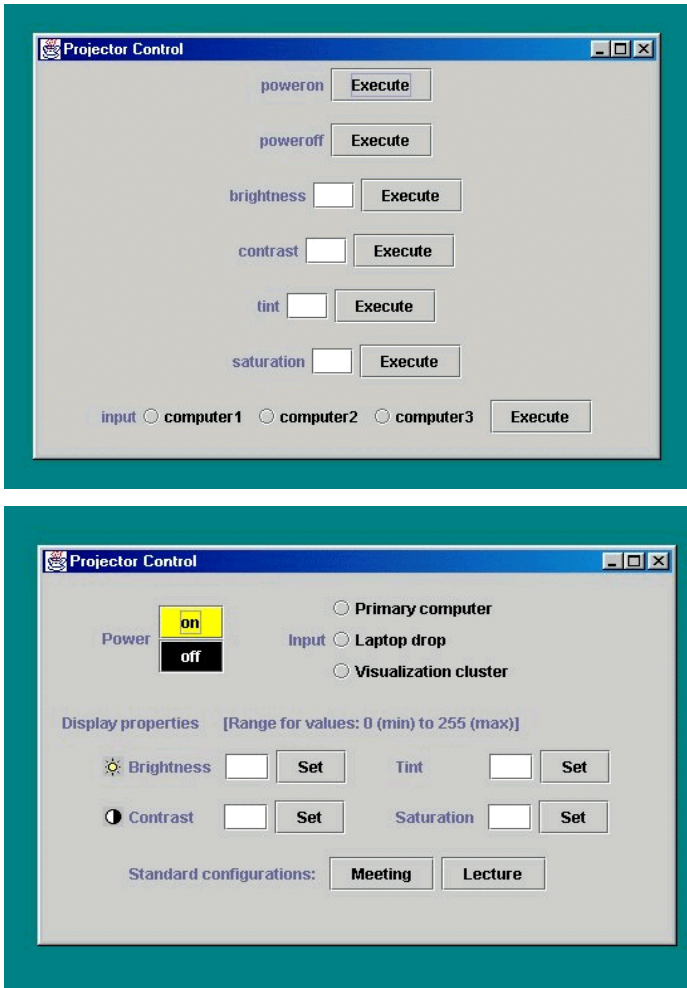 Projector Control
poweron Execute
poweroff Execute
brightness Execute
contrast Execute
tint Execute
saturation Execute
input computer1 computer2 computer3 Execute
Projector Control
Power on
off
Input Primary computer
Laptop drop
Visualization cluster
Display properties [Range for values: 0 (min) to 255 (max)]
Brightness Set Tint Set
Contrast Set Saturation Set
Standard configurations: Meeting Lecture